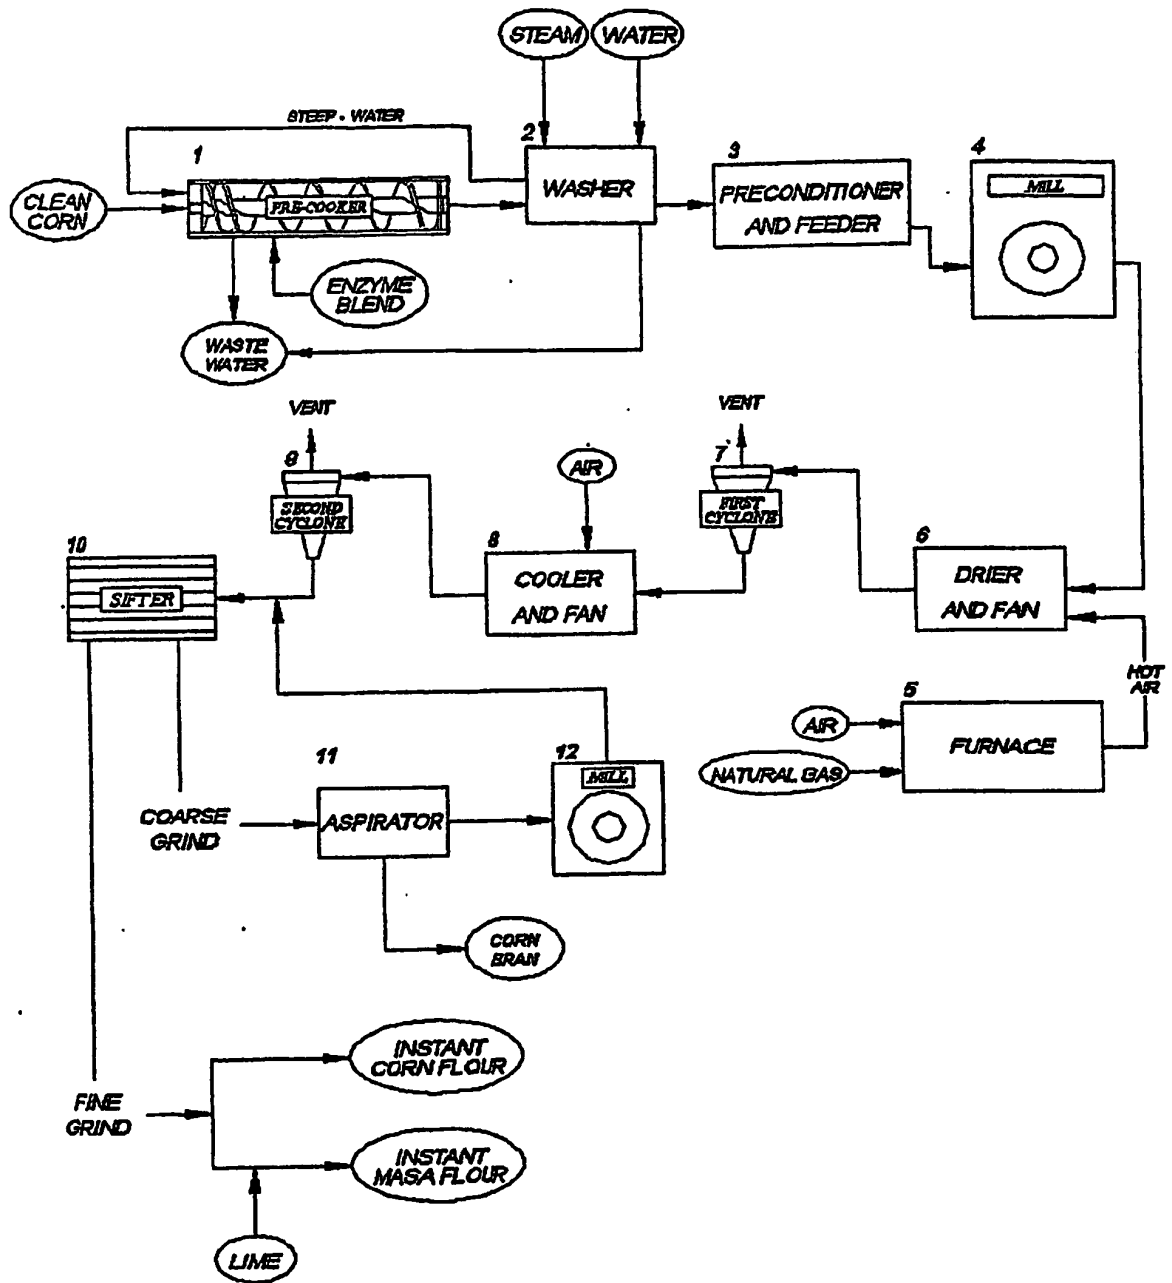 STEAM
WATER
STEEP - WATER
1
2
3
4
CLEAN
CORN
PRE-COOKER
WASHER
PRECONDITIONER
AND FEEDER
MILL
ENZYME
BLEND
WASTE
WATER
VENT
VENT
9
AIR
7
SECOND
CYCLONE
FIRST
CYCLONE
10
8
6
SIFTER
COOLER
AND FAN
DRIER
AND FAN
HOT
AIR
5
AIR
FURNACE
NATURAL GAS
11
12
MILL
COARSE
GRIND
ASPIRATOR
CORN
BRAN
INSTANT
CORN FLOUR
FINE
GRIND
INSTANT
MASA FLOUR
LIME